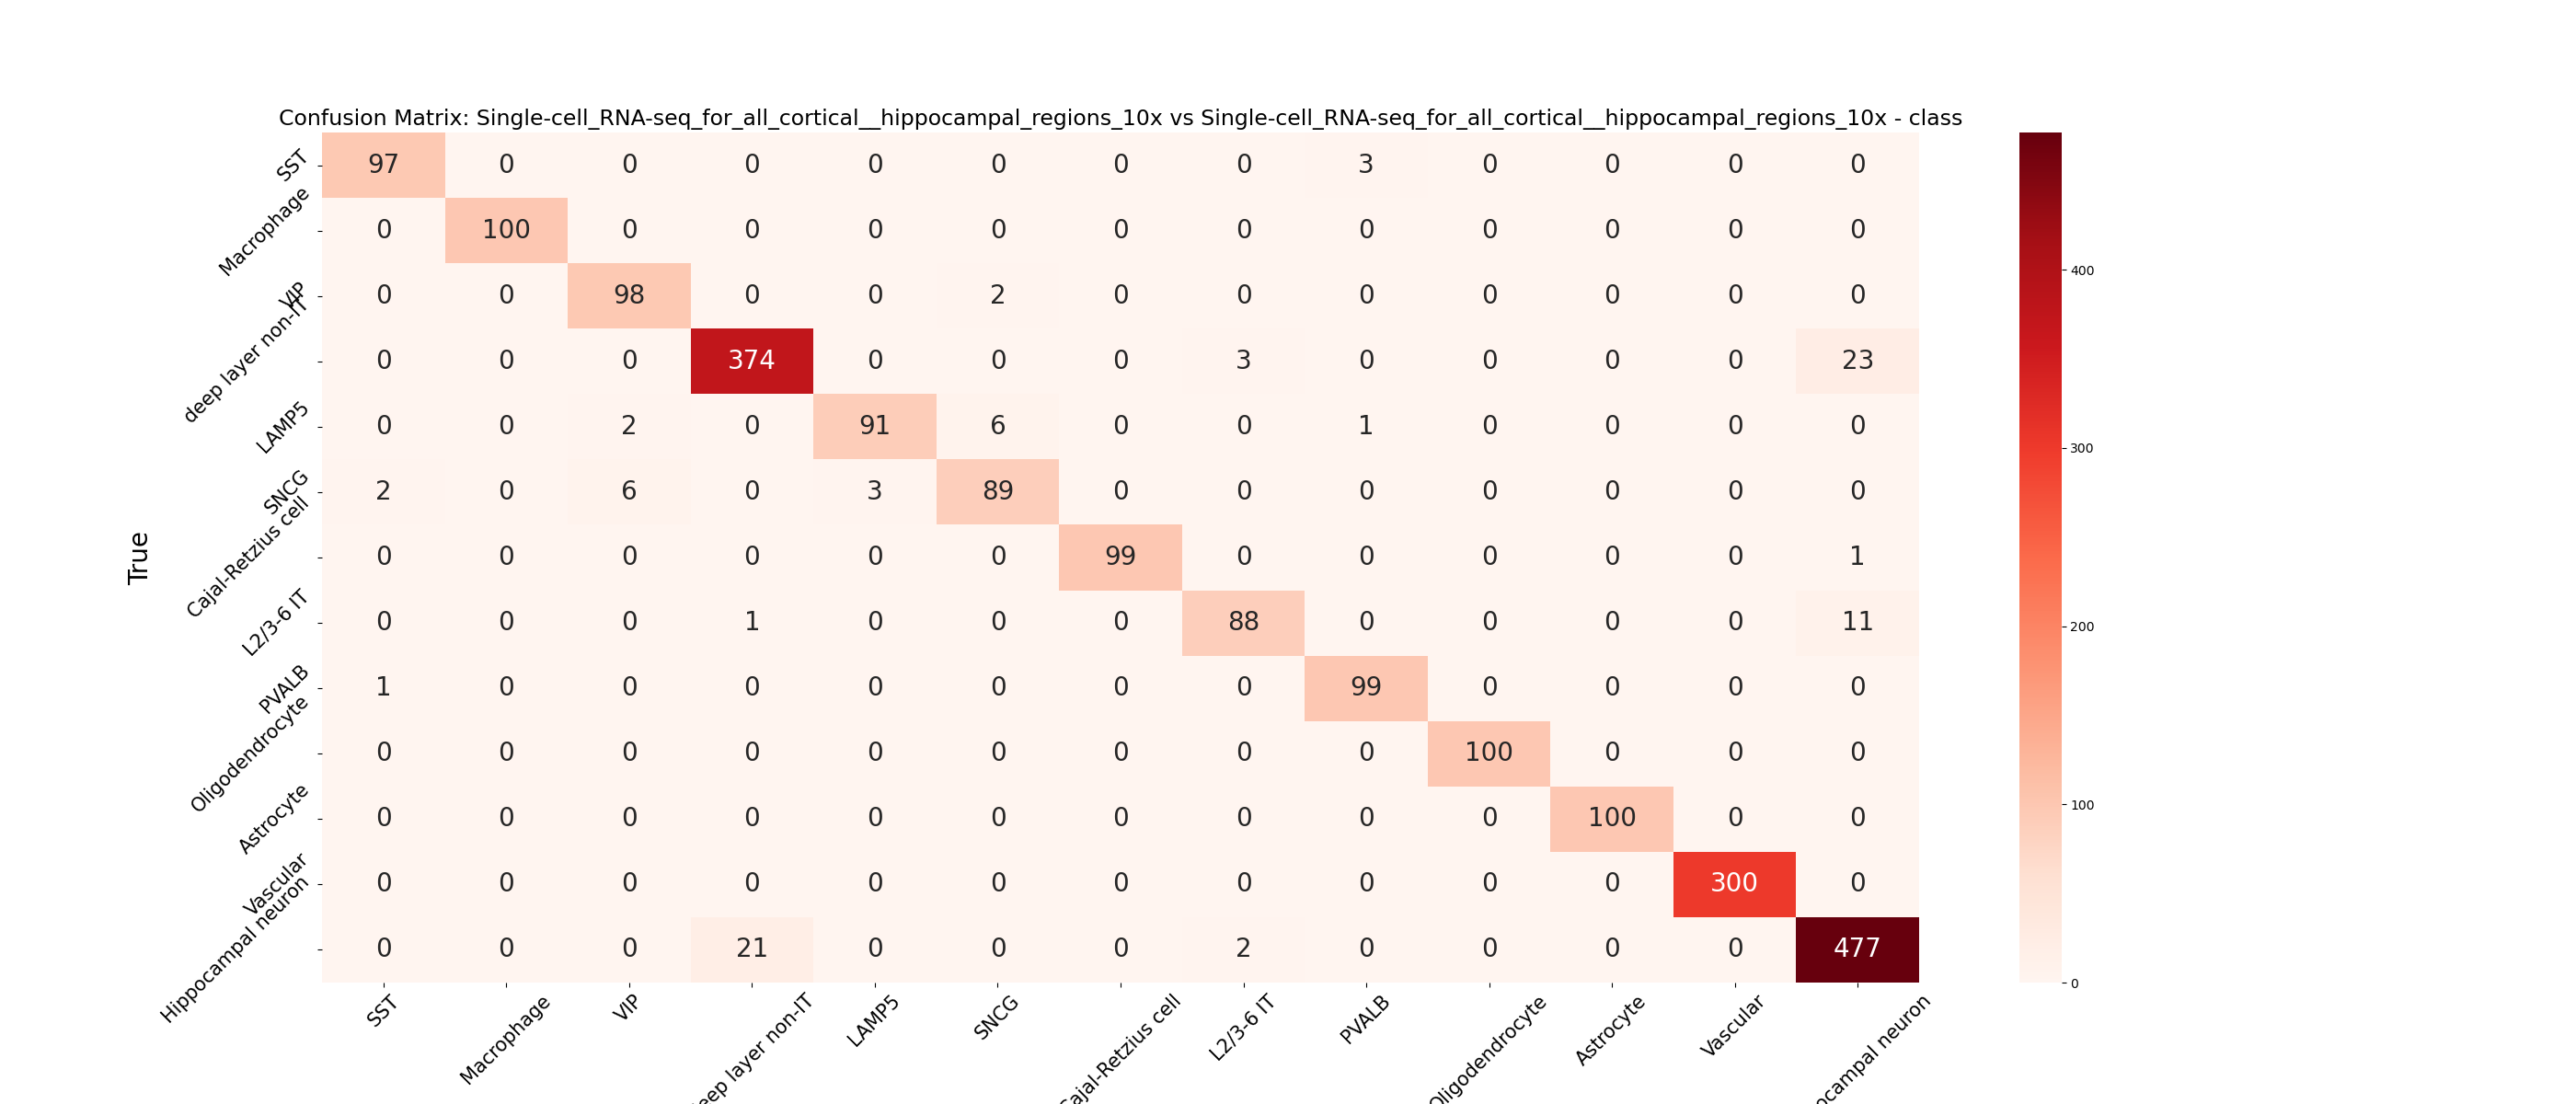 Confusion Matrix: Single-cell_RNA-seq_for_all_cortical__hippocampal_regions_10x vs Single-cell_RNA-seq_for_all_cortical__hippocampal_regions_10x - class
True
SST 97 0 0 0 0 0 0 0 3 0 0 0 0
Macrophage 0 100 0 0 0 0 0 0 0 0 0 0 0
VIP 0 0 98 0 0 2 0 0 0 0 0 0 0
deep layer non-IT 0 0 0 374 0 0 0 3 0 0 0 0 23
LAMP5 0 0 2 0 91 6 0 0 1 0 0 0 0
SNCG 2 0 6 0 3 89 0 0 0 0 0 0 0
Cajal-Retzius cell 0 0 0 0 0 0 99 0 0 0 0 0 1
L2/3-6 IT 0 0 0 1 0 0 0 88 0 0 0 0 11
PVALB 1 0 0 0 0 0 0 0 99 0 0 0 0
Oligodendrocyte 0 0 0 0 0 0 0 0 0 100 0 0 0
Astrocyte 0 0 0 0 0 0 0 0 0 0 100 0 0
Vascular 0 0 0 0 0 0 0 0 0 0 0 300 0
Hippocampal neuron 0 0 0 21 0 0 0 2 0 0 0 0 477
SST
Macrophage
VIP
eep layer non-IT
LAMP5
SNCG
Cajal-Retzius cell
L2/3-6 IT
PVALB
Oligodendrocyte
Astrocyte
Vascular
ocampal neuron
400
300
200
100
0